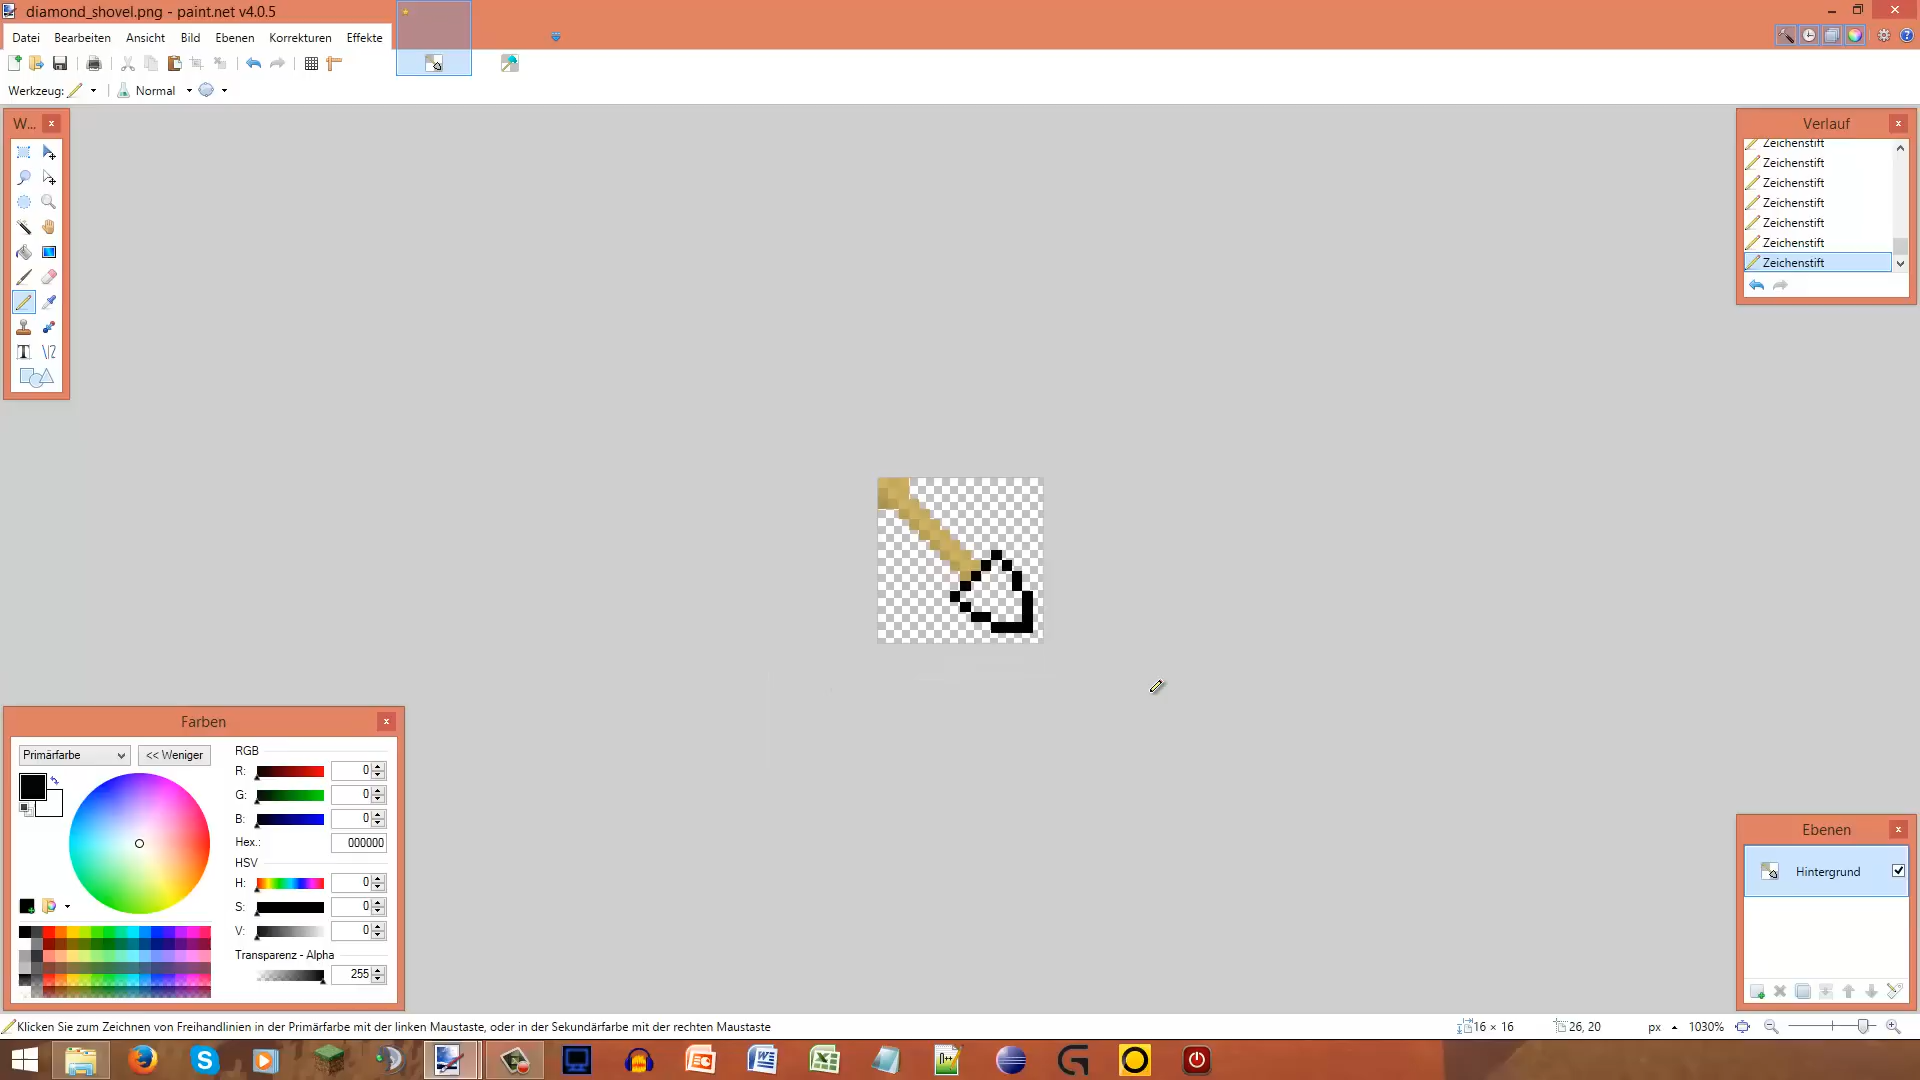 diamond_shovel.png - paint.net v4.0.5
Datei Bearbeiten Ansicht Bild Ebenen Korrekturen Effekte
Werkzeug: Normal
W...
Verlauf
Zeichenstift
Zeichenstift
Zeichenstift
Zeichenstift
Zeichenstift
Zeichenstift
Zeichenstift
Farben
Primärfarbe << Weniger
RGB
R: 0
G: 0
B: 0
Hex.: 000000
HSV
H: 0
S: 0
V: 0
Transparenz - Alpha
255
Ebenen
Hintergrund
Klicken Sie zum Zeichnen von Freihandlinien in der Primärfarbe mit der linken Maustaste, oder in der Sekundärfarbe mit der rechten Maustaste
16 × 16 26, 20 px 1030%